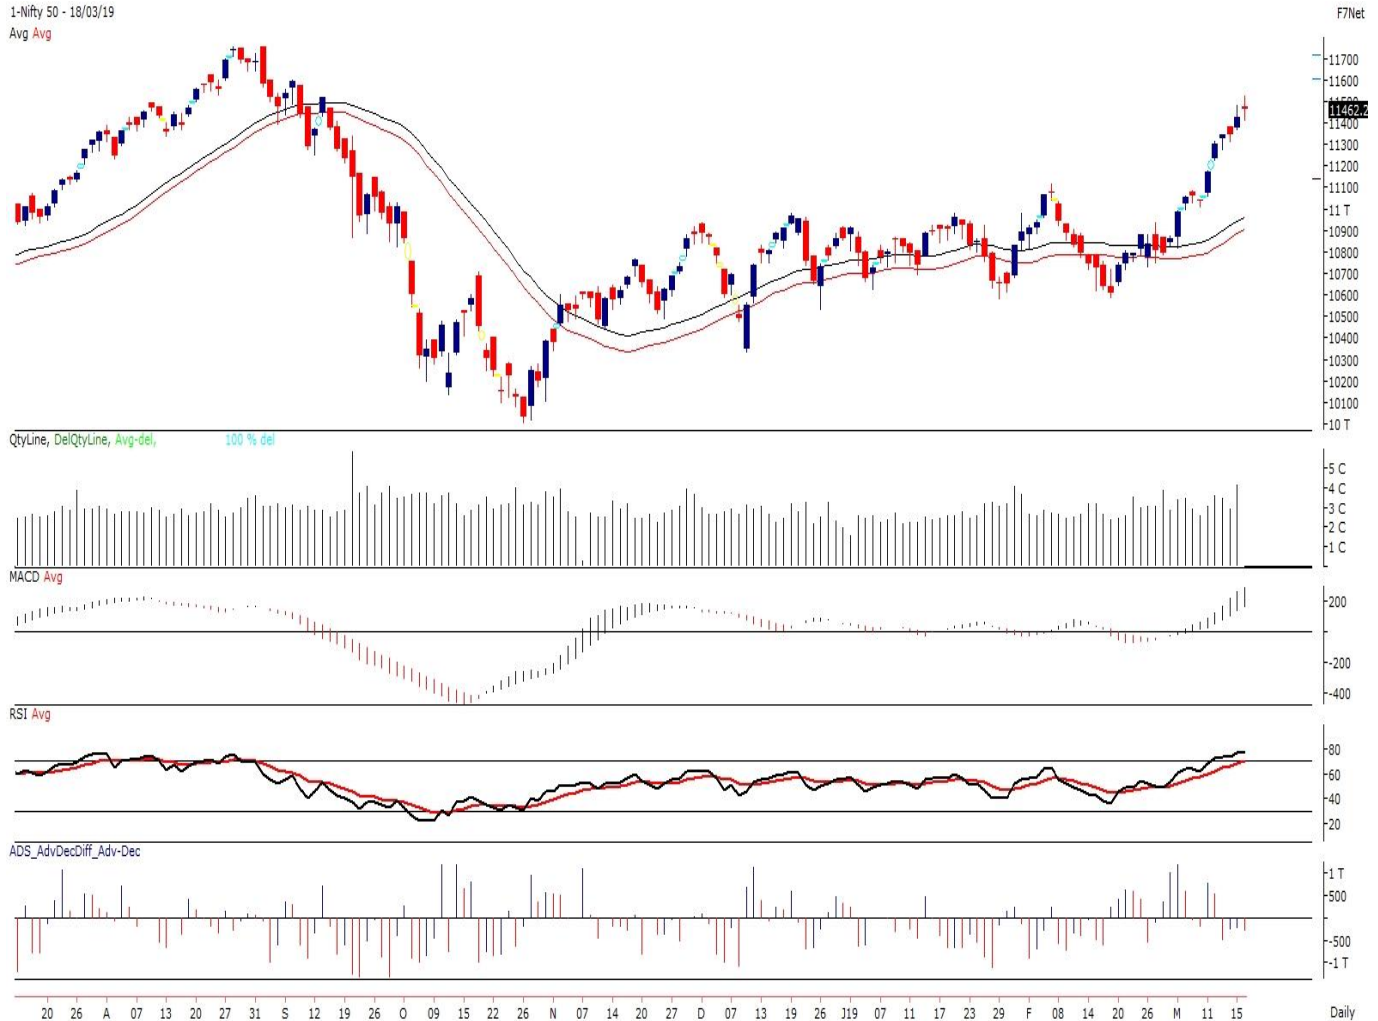 1-Nifty 50 - 18/03/19
F7Net
Avg Avg
11700
11600
11462.2
11400
11300
11200
11100
11 T
10900
10800
10700
10600
10500
10400
10300
10200
10100
10 T
QtyLine, DelQtyLine, Avg-del, 100 % del
5 C
4 C
3 C
2 C
1 C
MACD Avg
200
-200
-400
RSI Avg
80
60
40
20
ADS_AdvDecDiff_Adv-Dec
1 T
500
-500
-1 T
20 26 A 07 13 20 27 31 S 12 19 O 09 15 22 26 N 07 14 20 27 D 07 13 20 26 J19 07 11 17 23 29 F 08 14 20 26 M 11 15 Daily